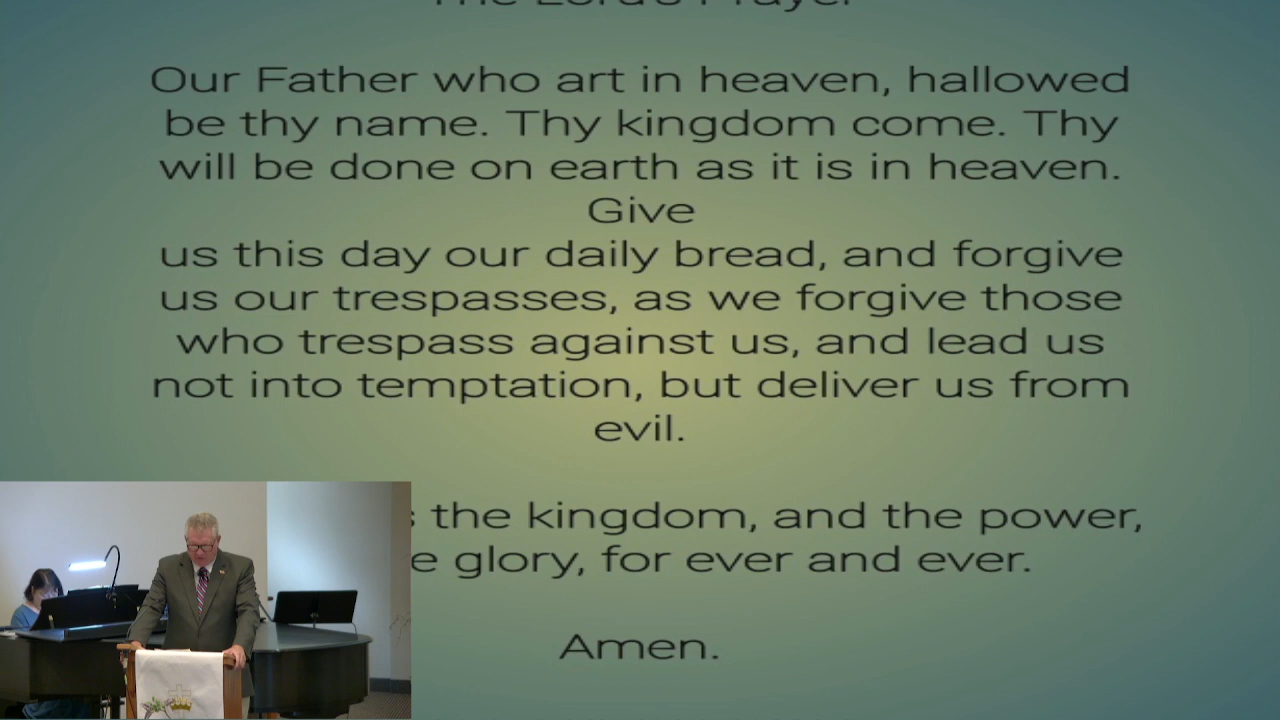 The Lord's Prayer
Our Father who art in heaven, hallowed
be thy name. Thy kingdom come. Thy
will be done on earth as it is in heaven.
Give
us this day our daily bread, and forgive
us our trespasses, as we forgive those
who trespass against us, and lead us
not into temptation, but deliver us from
evil.
the kingdom, and the power,
glory, for ever and ever.
Amen.